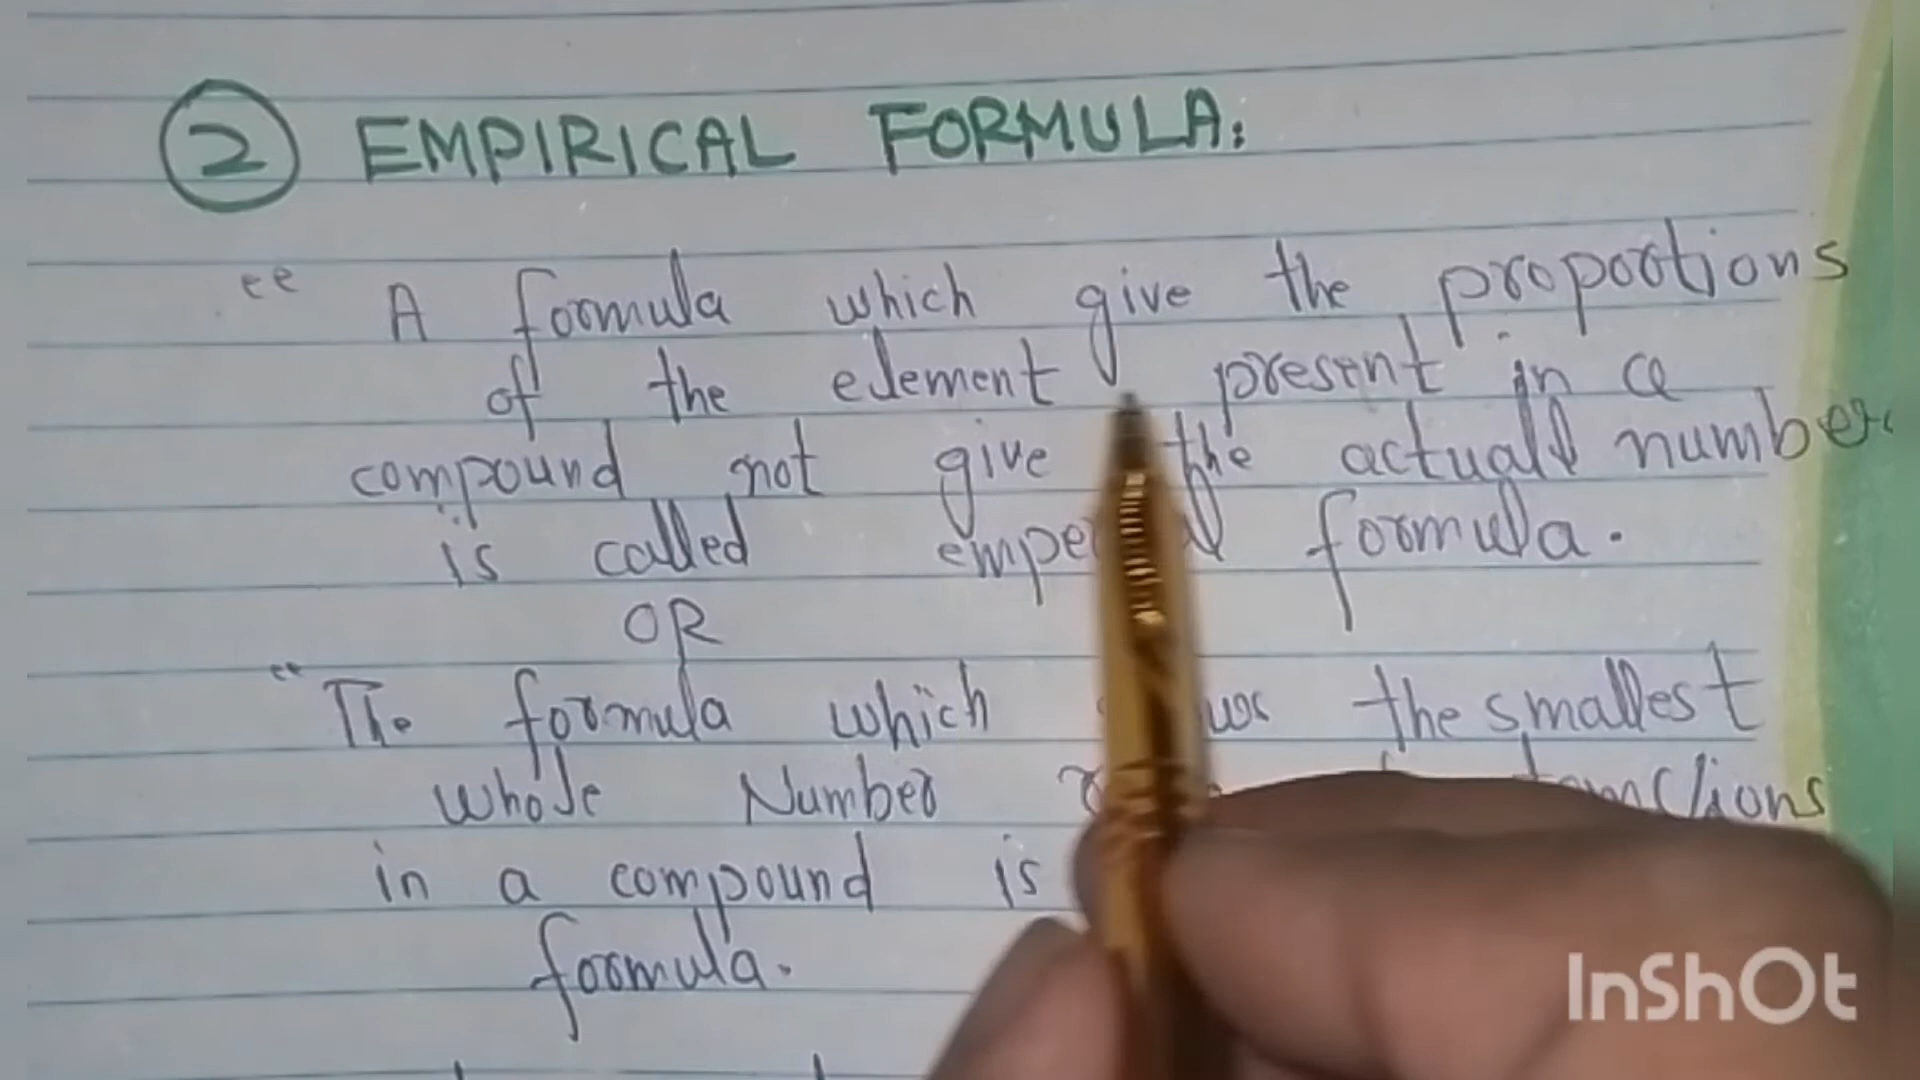 2 EMPIRICAL FORMULA:
" A formula which give the proportions
of the element present in a
compound not give the actuall number
is called formula.
OR
" The formula which the smallest
whole Number
in a compound is
formula.
InShOt